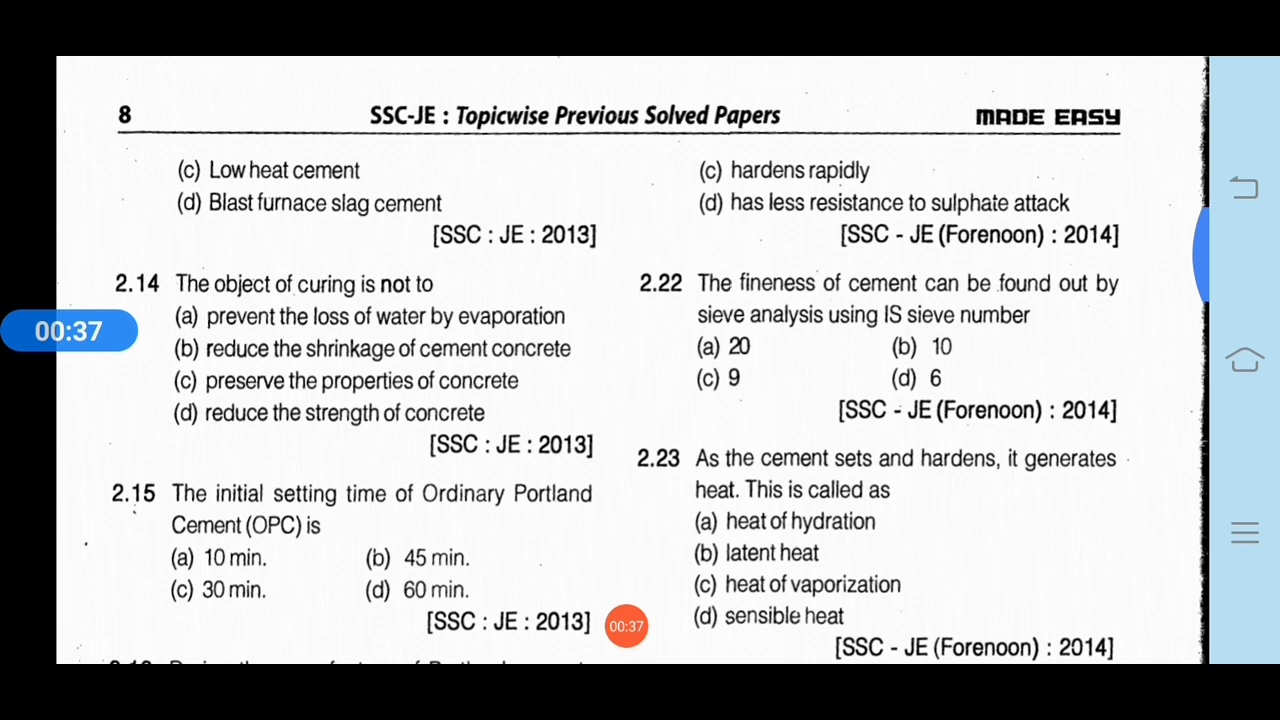 8
SSC-JE : Topicwise Previous Solved Papers
MADE EASY
(c) Low heat cement
(d) Blast furnace slag cement
[SSC : JE : 2013]
2.14 The object of curing is not to
(a) prevent the loss of water by evaporation
(b) reduce the shrinkage of cement concrete
(c) preserve the properties of concrete
(d) reduce the strength of concrete
[SSC : JE : 2013]
2.15 The initial setting time of Ordinary Portland
Cement (OPC) is
(a) 10 min. (b) 45 min.
(c) 30 min. (d) 60 min.
[SSC : JE : 2013]
(c) hardens rapidly
(d) has less resistance to sulphate attack
[SSC - JE (Forenoon) : 2014]
2.22 The fineness of cement can be found out by
sieve analysis using IS sieve number
(a) 20 (b) 10
(c) 9 (d) 6
[SSC - JE (Forenoon) : 2014]
2.23 As the cement sets and hardens, it generates
heat. This is called as
(a) heat of hydration
(b) latent heat
(c) heat of vaporization
(d) sensible heat
[SSC - JE (Forenoon) : 2014]
00:37
00:37